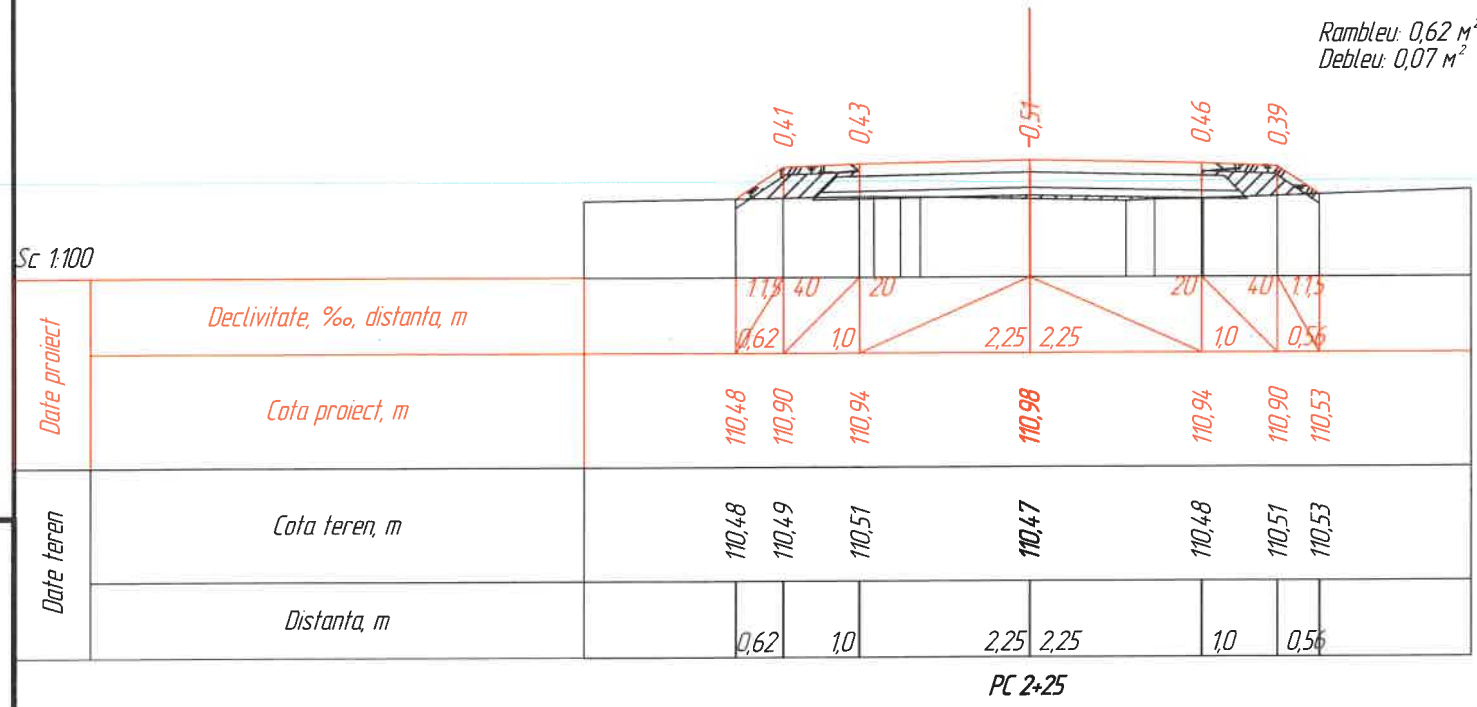 Rambleu: 0,62 м²
Debleu: 0,07 м²
0,41 0,43 0,51 0,46 0,39
Sc 1:100
Date proiect
Declivitate, ‰, distanta, m
11,5 40 20 20 40 11,5
0,62 1,0 2,25 2,25 1,0 0,56
Cota proiect, m
110,48 110,90 110,94 110,98 110,94 110,90 110,53
Date teren
Cota teren, m
110,48 110,49 110,51 110,47 110,48 110,51 110,53
Distanta, m
0,62 1,0 2,25 2,25 1,0 0,56
PC 2+25